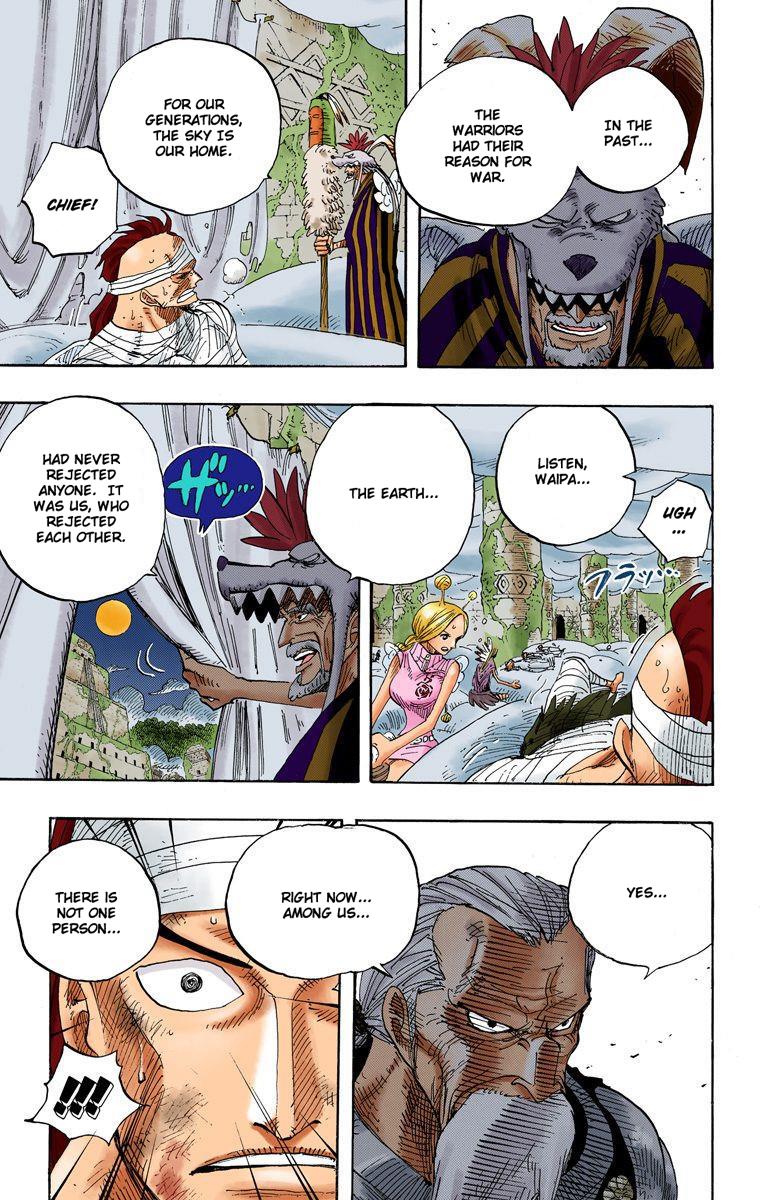 IN THE
PAST...
THE
WARRIORS
HAD THEIR
REASON FOR
WAR.
FOR OUR
GENERATIONS,
THE SKY IS
OUR HOME.
CHIEF!
UGH
...
フラッ…
LISTEN,
WAIPA...
THE EARTH...
ザッ…
HAD NEVER
REJECTED
ANYONE. IT
WAS US, WHO
REJECTED
EACH OTHER.
YES...
RIGHT NOW...
AMONG US...
THERE IS
NOT ONE
PERSON...
!!!